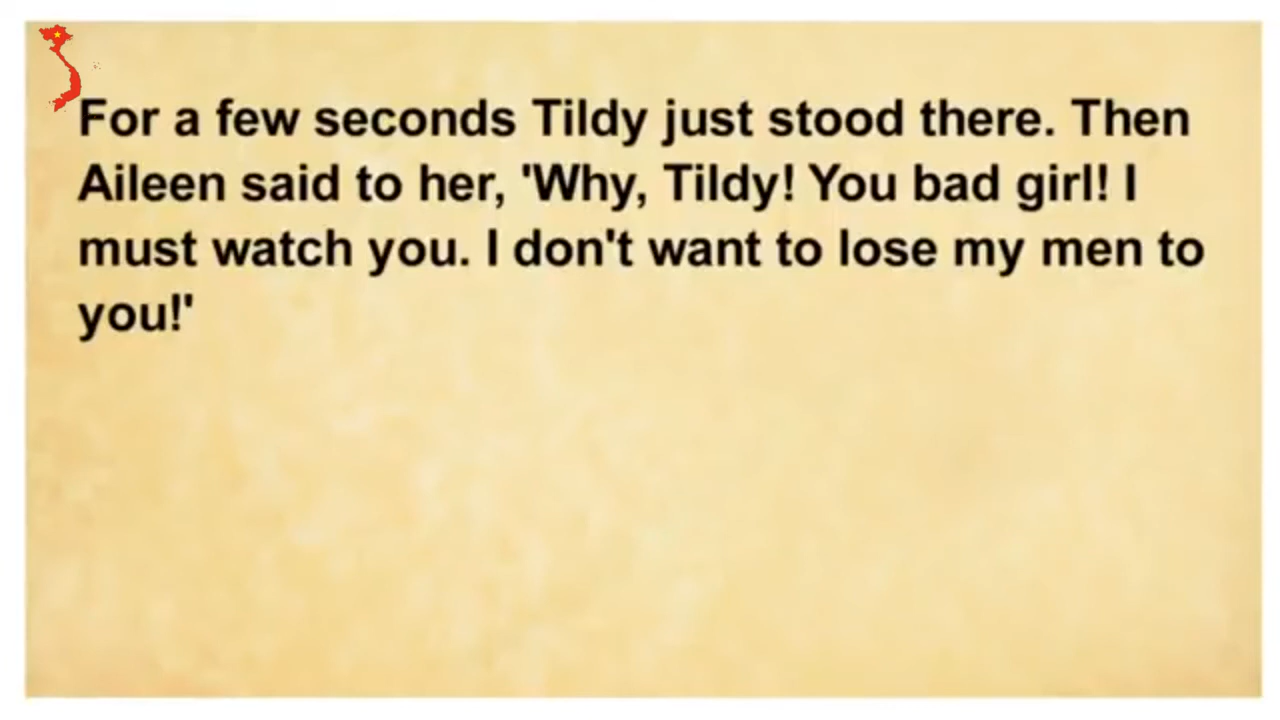 For a few seconds Tildy just stood there. Then
Aileen said to her, 'Why, Tildy! You bad girl! I
must watch you. I don't want to lose my men to
you!'